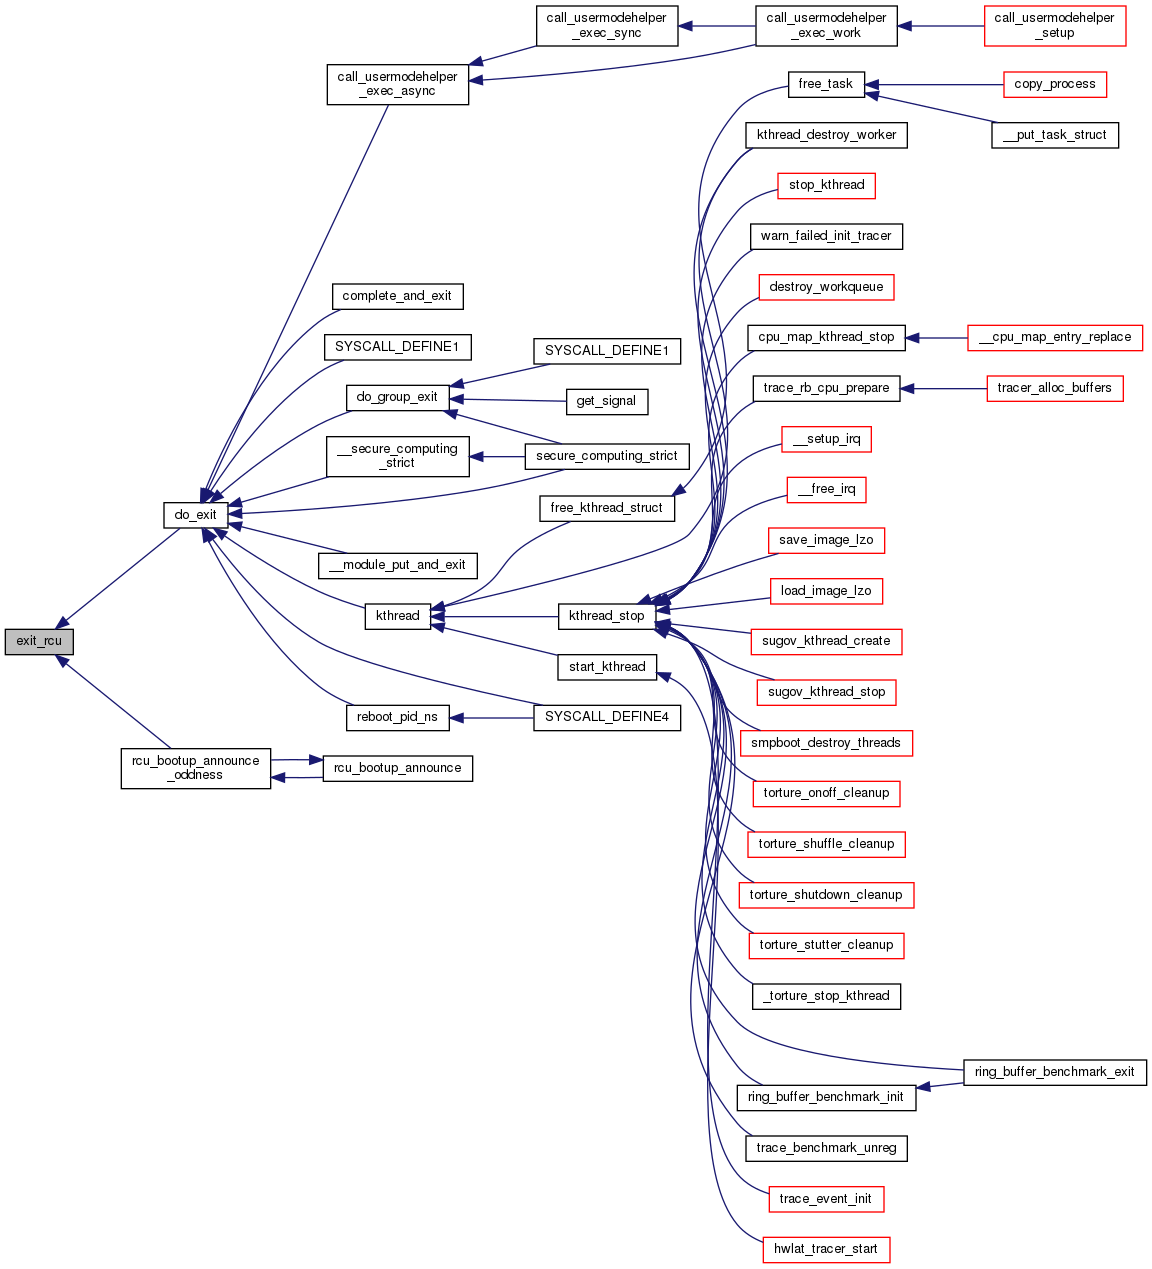 call_usermodehelper
_exec_sync
call_usermodehelper
_exec_work
call_usermodehelper
_setup
call_usermodehelper
_exec_async
free_task
copy_process
__put_task_struct
kthread_destroy_worker
stop_kthread
warn_failed_init_tracer
destroy_workqueue
complete_and_exit
SYSCALL_DEFINE1
SYSCALL_DEFINE1
cpu_map_kthread_stop
__cpu_map_entry_replace
do_group_exit
get_signal
trace_rb_cpu_prepare
tracer_alloc_buffers
__secure_computing
_strict
secure_computing_strict
__setup_irq
do_exit
free_kthread_struct
__free_irq
save_image_lzo
__module_put_and_exit
load_image_lzo
kthread
kthread_stop
exit_rcu
sugov_kthread_create
start_kthread
sugov_kthread_stop
reboot_pid_ns
SYSCALL_DEFINE4
smpboot_destroy_threads
rcu_bootup_announce
_oddness
rcu_bootup_announce
torture_onoff_cleanup
torture_shuffle_cleanup
torture_shutdown_cleanup
torture_stutter_cleanup
_torture_stop_kthread
ring_buffer_benchmark_exit
ring_buffer_benchmark_init
trace_benchmark_unreg
trace_event_init
hwlat_tracer_start